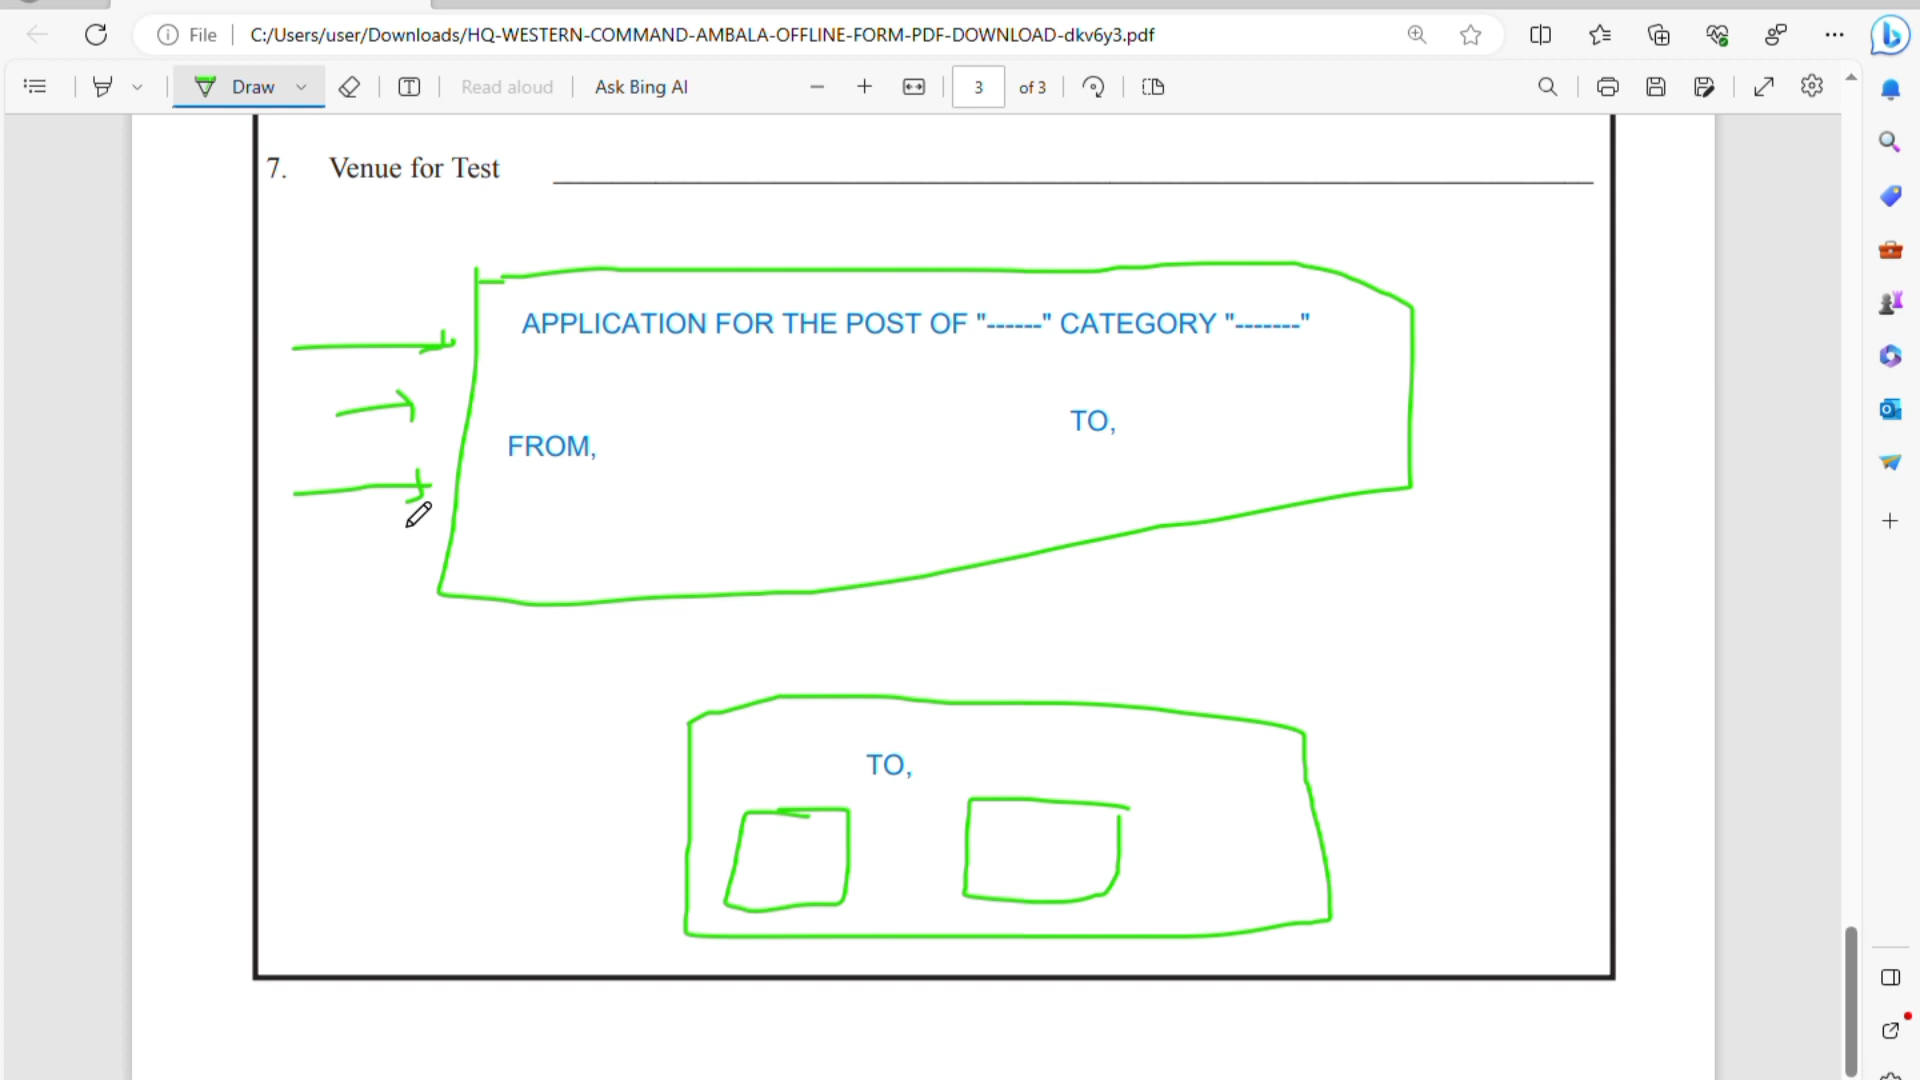 File
C:/Users/user/Downloads/HQ-WESTERN-COMMAND-AMBALA-OFFLINE-FORM-PDF-DOWNLOAD-dkv6y3.pdf
Draw
Read aloud
Ask Bing AI
3 of 3
7. Venue for Test
APPLICATION FOR THE POST OF "------" CATEGORY "-------"
TO,
FROM,
TO,